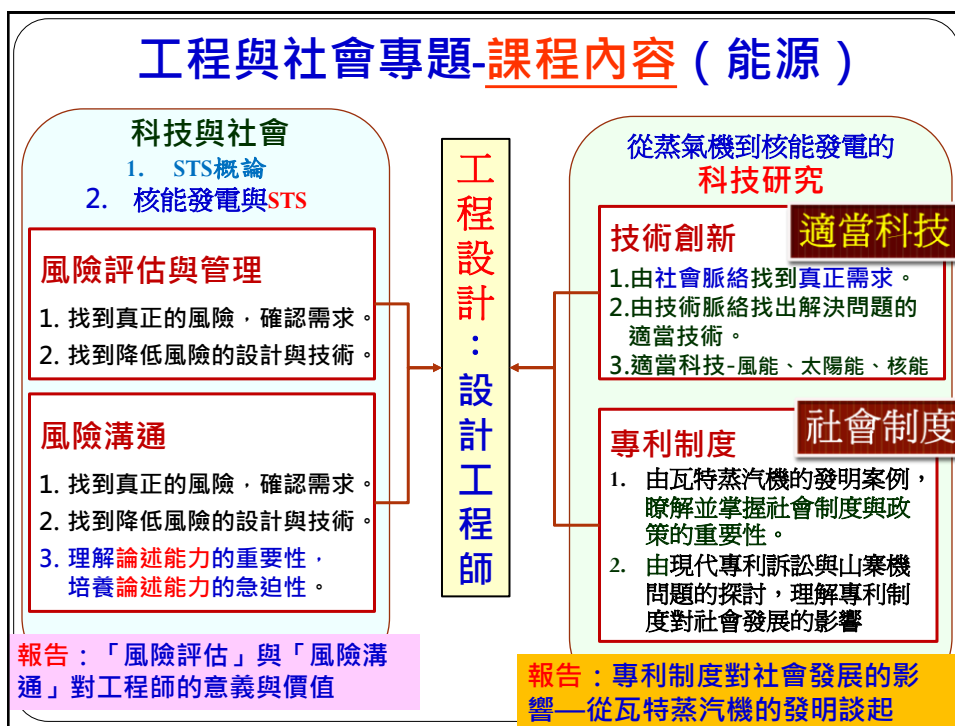 工程與社會專題-課程內容（能源）
科技與社會
1. STS概論
2. 核能發電與STS
風險評估與管理
1. 找到真正的風險，確認需求。
2. 找到降低風險的設計與技術。
風險溝通
1. 找到真正的風險，確認需求。
2. 找到降低風險的設計與技術。
3. 理解論述能力的重要性，
培養論述能力的急迫性。
報告：「風險評估」與「風險溝
通」對工程師的意義與價值
工程設計：設計工程師
從蒸氣機到核能發電的
科技研究
技術創新
適當科技
1.由社會脈絡找到真正需求。
2.由技術脈絡找出解決問題的
適當技術。
3.適當科技-風能、太陽能、核能
專利制度
社會制度
1. 由瓦特蒸汽機的發明案例，
瞭解並掌握社會制度與政
策的重要性。
2. 由現代專利訴訟與山寨機
問題的探討，理解專利制
度對社會發展的影響
報告：專利制度對社會發展的影
響—從瓦特蒸汽機的發明談起